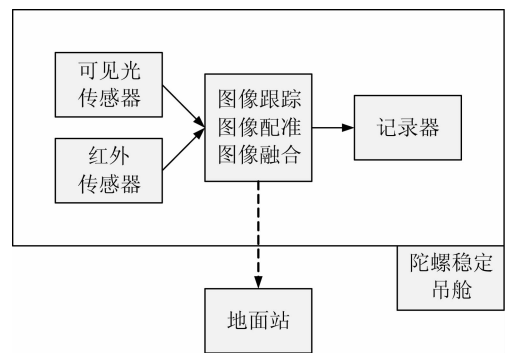 可见光
传感器
红外
传感器
图像跟踪
图像配准
图像融合
记录器
陀螺稳定
吊舱
地面站